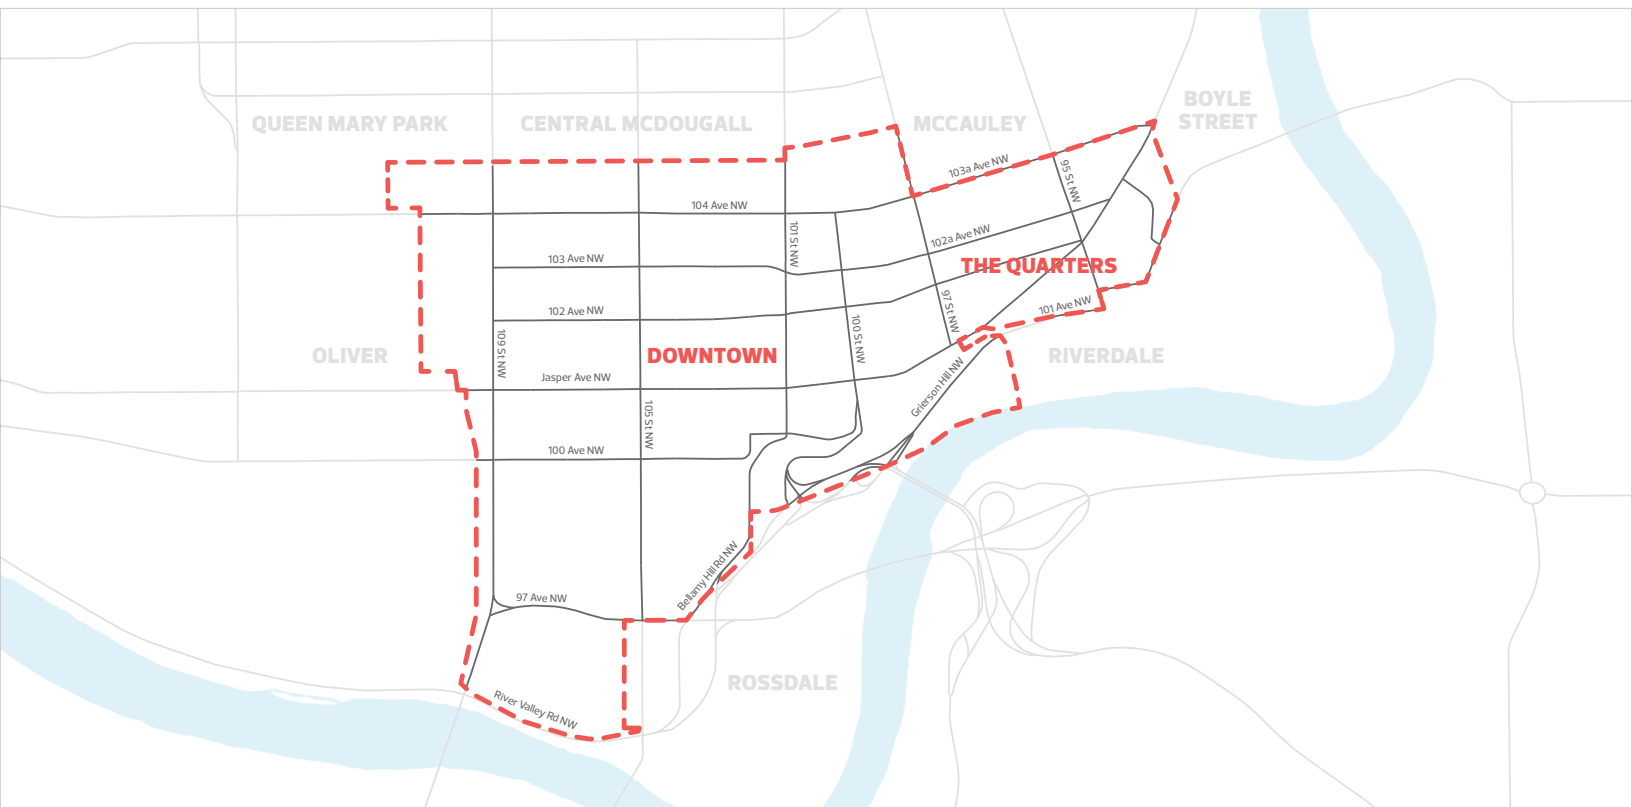 BOYLE
STREET
QUEEN MARY PARK
CENTRAL MCDOUGALL
MCCAULEY
103a Ave NW
95 St NW
104 Ave NW
101 St NW
102a Ave NW
103 Ave NW
THE QUARTERS
102 Ave NW
97 St NW
101 Ave NW
109 St NW
100 St NW
OLIVER
DOWNTOWN
RIVERDALE
Jasper Ave NW
Grierson Hill NW
105 St NW
100 Ave NW
Bellamy Hill Rd NW
97 Ave NW
ROSSDALE
River Valley Rd NW